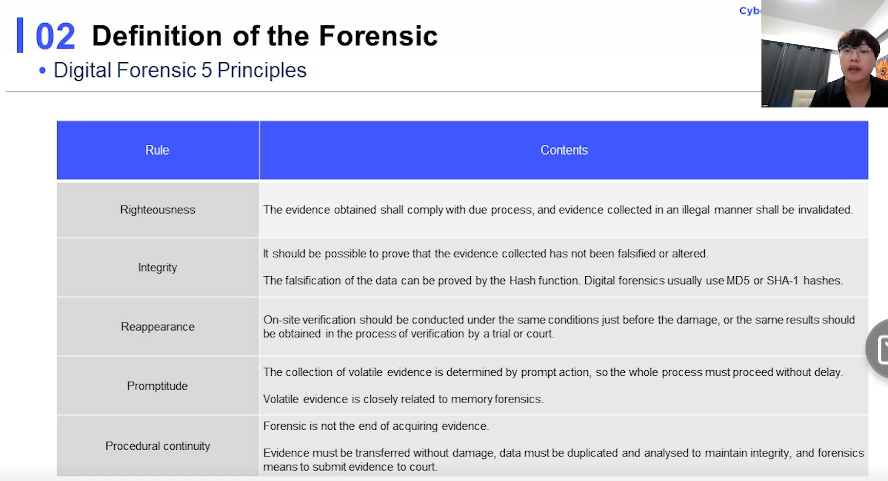 Cyb
02 Definition of the Forensic
• Digital Forensic 5 Principles
Rule
Contents
Righteousness
The evidence obtained shall comply with due process, and evidence collected in an illegal manner shall be invalidated.
Integrity
It should be possible to prove that the evidence collected has not been falsified or altered.
The falsification of the data can be proved by the Hash function. Digital forensics usually use MD5 or SHA-1 hashes.
Reappearance
On-site verification should be conducted under the same conditions just before the damage, or the same results should
be obtained in the process of verification by a trial or court.
Promptitude
The collection of volatile evidence is determined by prompt action, so the whole process must proceed without delay.
Volatile evidence is closely related to memory forensics.
Procedural continuity
Forensic is not the end of acquiring evidence.
Evidence must be transferred without damage, data must be duplicated and analysed to maintain integrity, and forensics
means to submit evidence to court.